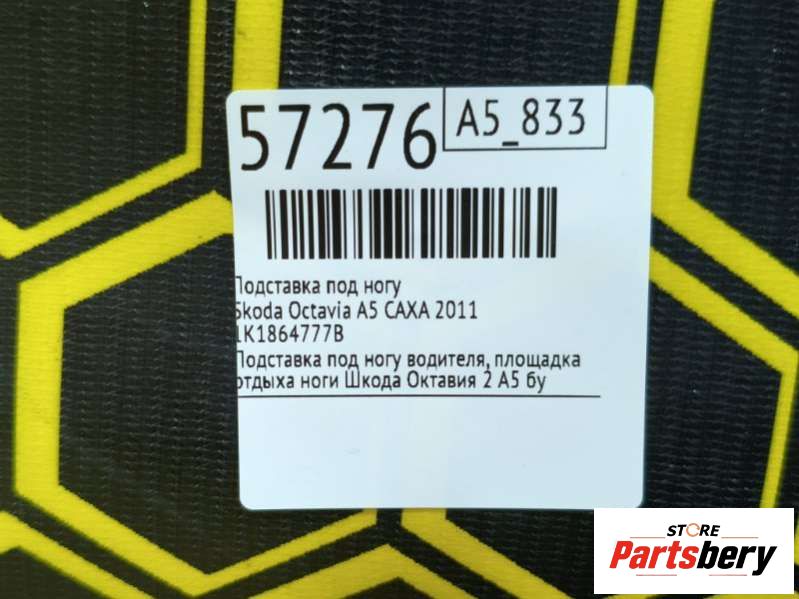 57276
A5_833
Подставка под ногу
Skoda Octavia A5 CAXA 2011
1K1864777B
Подставка под ногу водителя, площадка
отдыха ноги Шкода Октавия 2 А5 бу
STORE
Partsbery